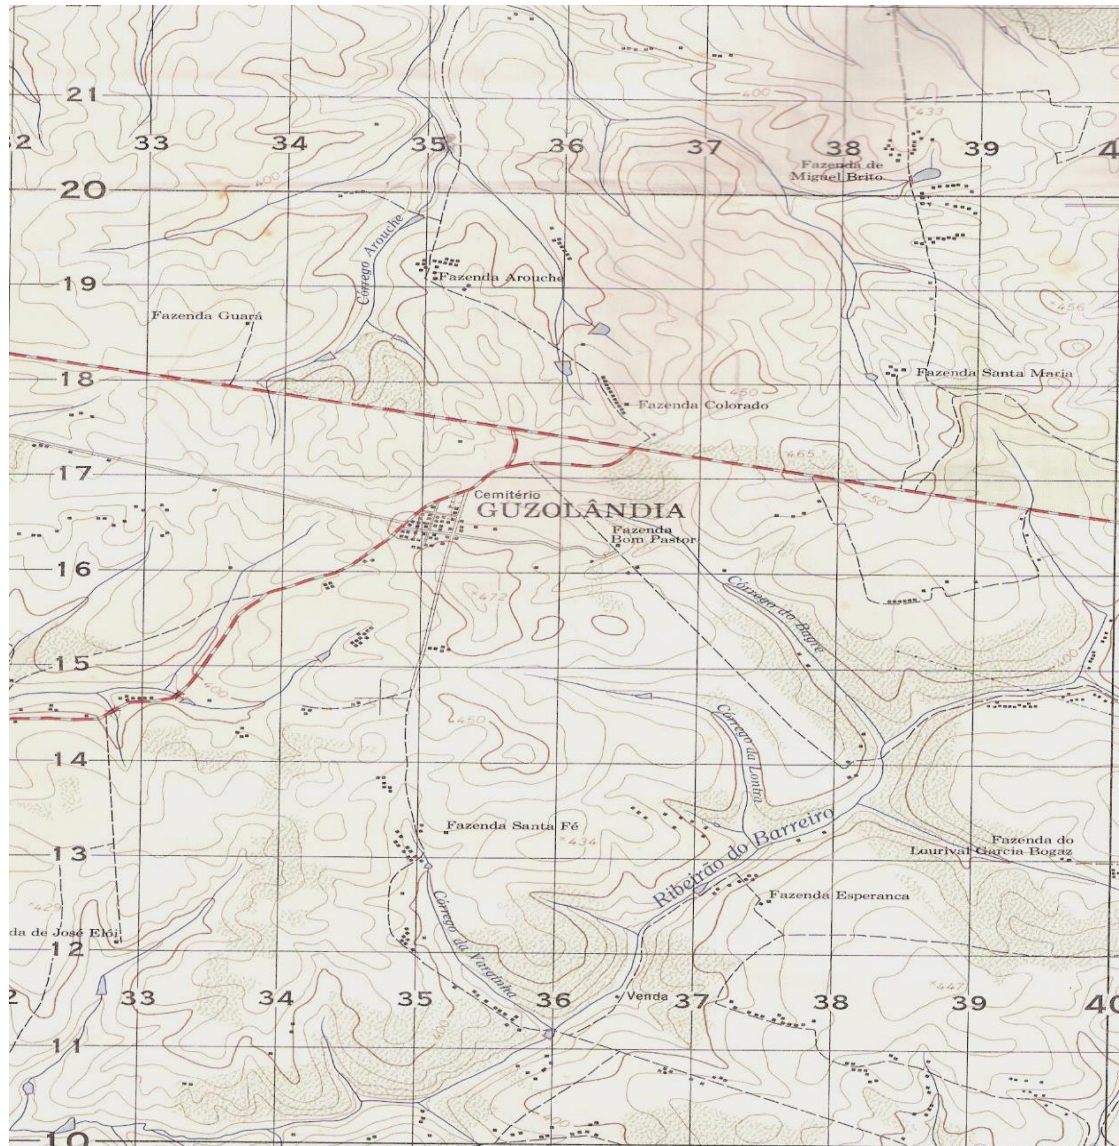 400
21
433
2 33 34 35 36 37 38 39 4
Fazenda de
Miguel Brito
20
400
Córrego Arouche
19
Fazenda Arouche
Fazenda Guará
456
18
Fazenda Santa Maria
450
Fazenda Colorado
17
465
450
Cemitério
GUZOLÂNDIA
Fazenda
Bom Pastor
16
472
Córrego do Bagre
15
400
400
Córrego da Lontra
450
14
Ribeirão do Barreiro
Fazenda Santa Fé
434
13
Fazenda do
Lourival Garcia Bogaz
Fazenda Esperanca
425
da de José Elói
12
Córrego da Varginha
447
Venda
2 33 34 35 36 37 38 39 40
11
400
10